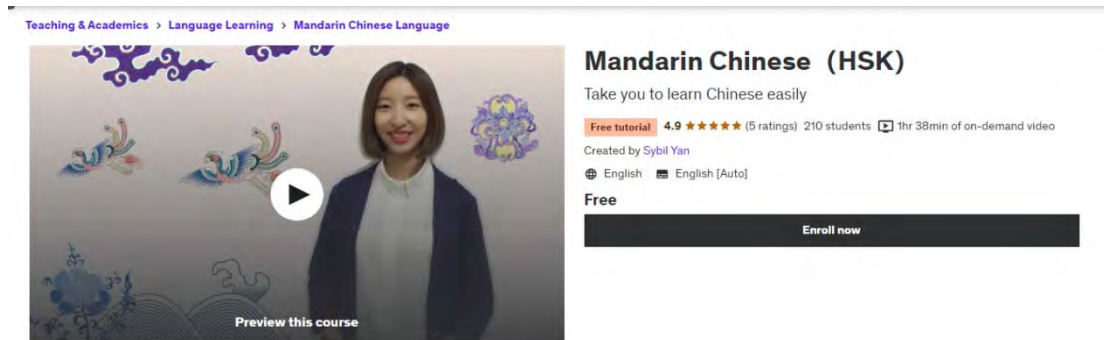 Teaching & Academics > Language Learning > Mandarin Chinese Language
Mandarin Chinese (HSK)
Take you to learn Chinese easily
Free tutorial 4.9 ★★★★★ (5 ratings) 210 students 1hr 38min of on-demand video
Created by Sybil Yan
English English [Auto]
Free
Enroll now
Preview this course